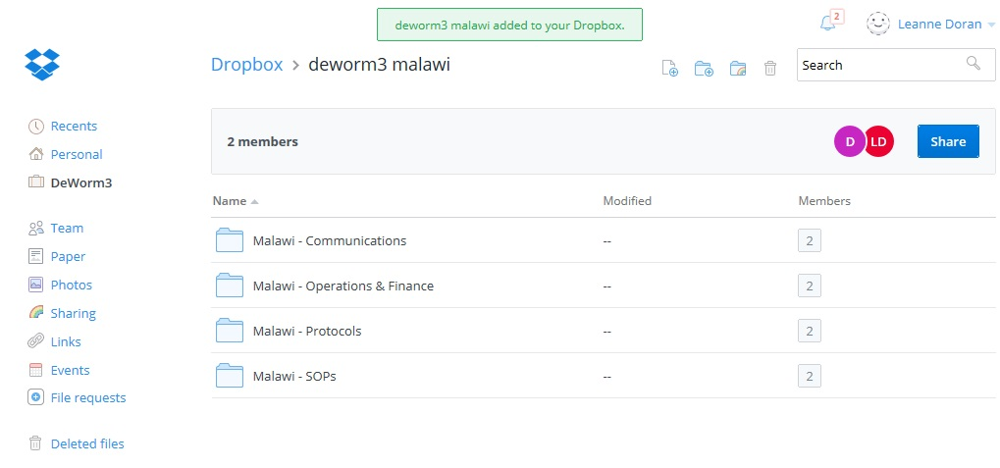 deworm3 malawi added to your Dropbox.
2
Leanne Doran
Dropbox > deworm3 malawi
Search
Recents
Personal
DeWorm3
Team
Paper
Photos
Sharing
Links
Events
File requests
Deleted files
2 members
D
LD
Share
Name Modified Members
Malawi - Communications -- 2
Malawi - Operations & Finance -- 2
Malawi - Protocols -- 2
Malawi - SOPs -- 2